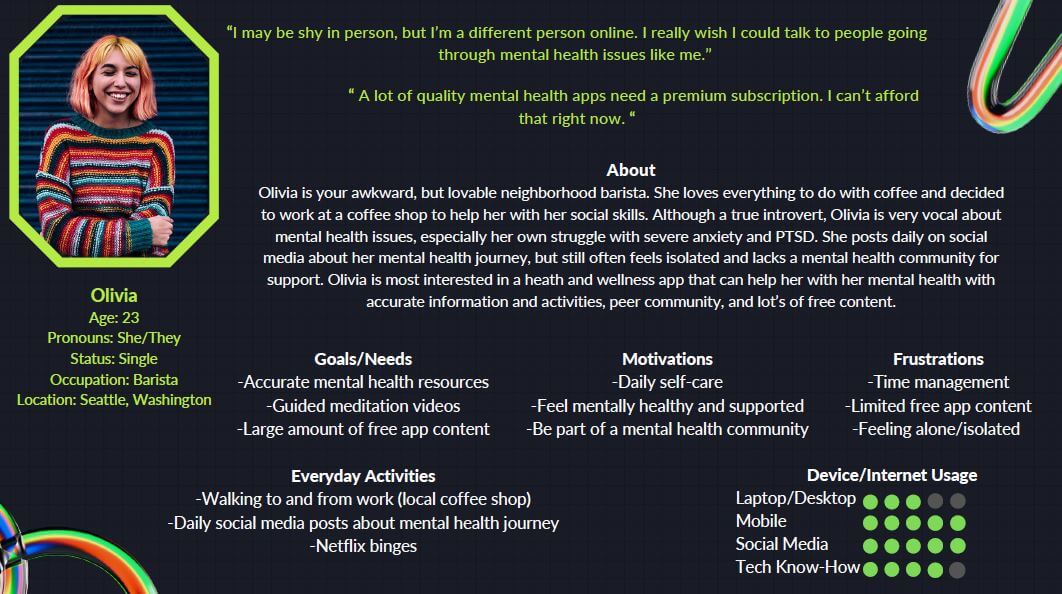 “I may be shy in person, but I’m a different person online. I really wish I could talk to people going
through mental health issues like me.”
“ A lot of quality mental health apps need a premium subscription. I can’t afford
that right now. “
About
Olivia is your awkward, but lovable neighborhood barista. She loves everything to do with coffee and decided
to work at a coffee shop to help her with her social skills. Although a true introvert, Olivia is very vocal about
mental health issues, especially her own struggle with severe anxiety and PTSD. She posts daily on social
media about her mental health journey, but still often feels isolated and lacks a mental health community for
support. Olivia is most interested in a heath and wellness app that can help her with her mental health with
accurate information and activities, peer community, and lot’s of free content.
Olivia
Age: 23
Pronouns: She/They
Status: Single
Occupation: Barista
Location: Seattle, Washington
Goals/Needs
-Accurate mental health resources
-Guided meditation videos
-Large amount of free app content
Motivations
-Daily self-care
-Feel mentally healthy and supported
-Be part of a mental health community
Frustrations
-Time management
-Limited free app content
-Feeling alone/isolated
Everyday Activities
-Walking to and from work (local coffee shop)
-Daily social media posts about mental health journey
-Netflix binges
Device/Internet Usage
Laptop/Desktop
Mobile
Social Media
Tech Know-How